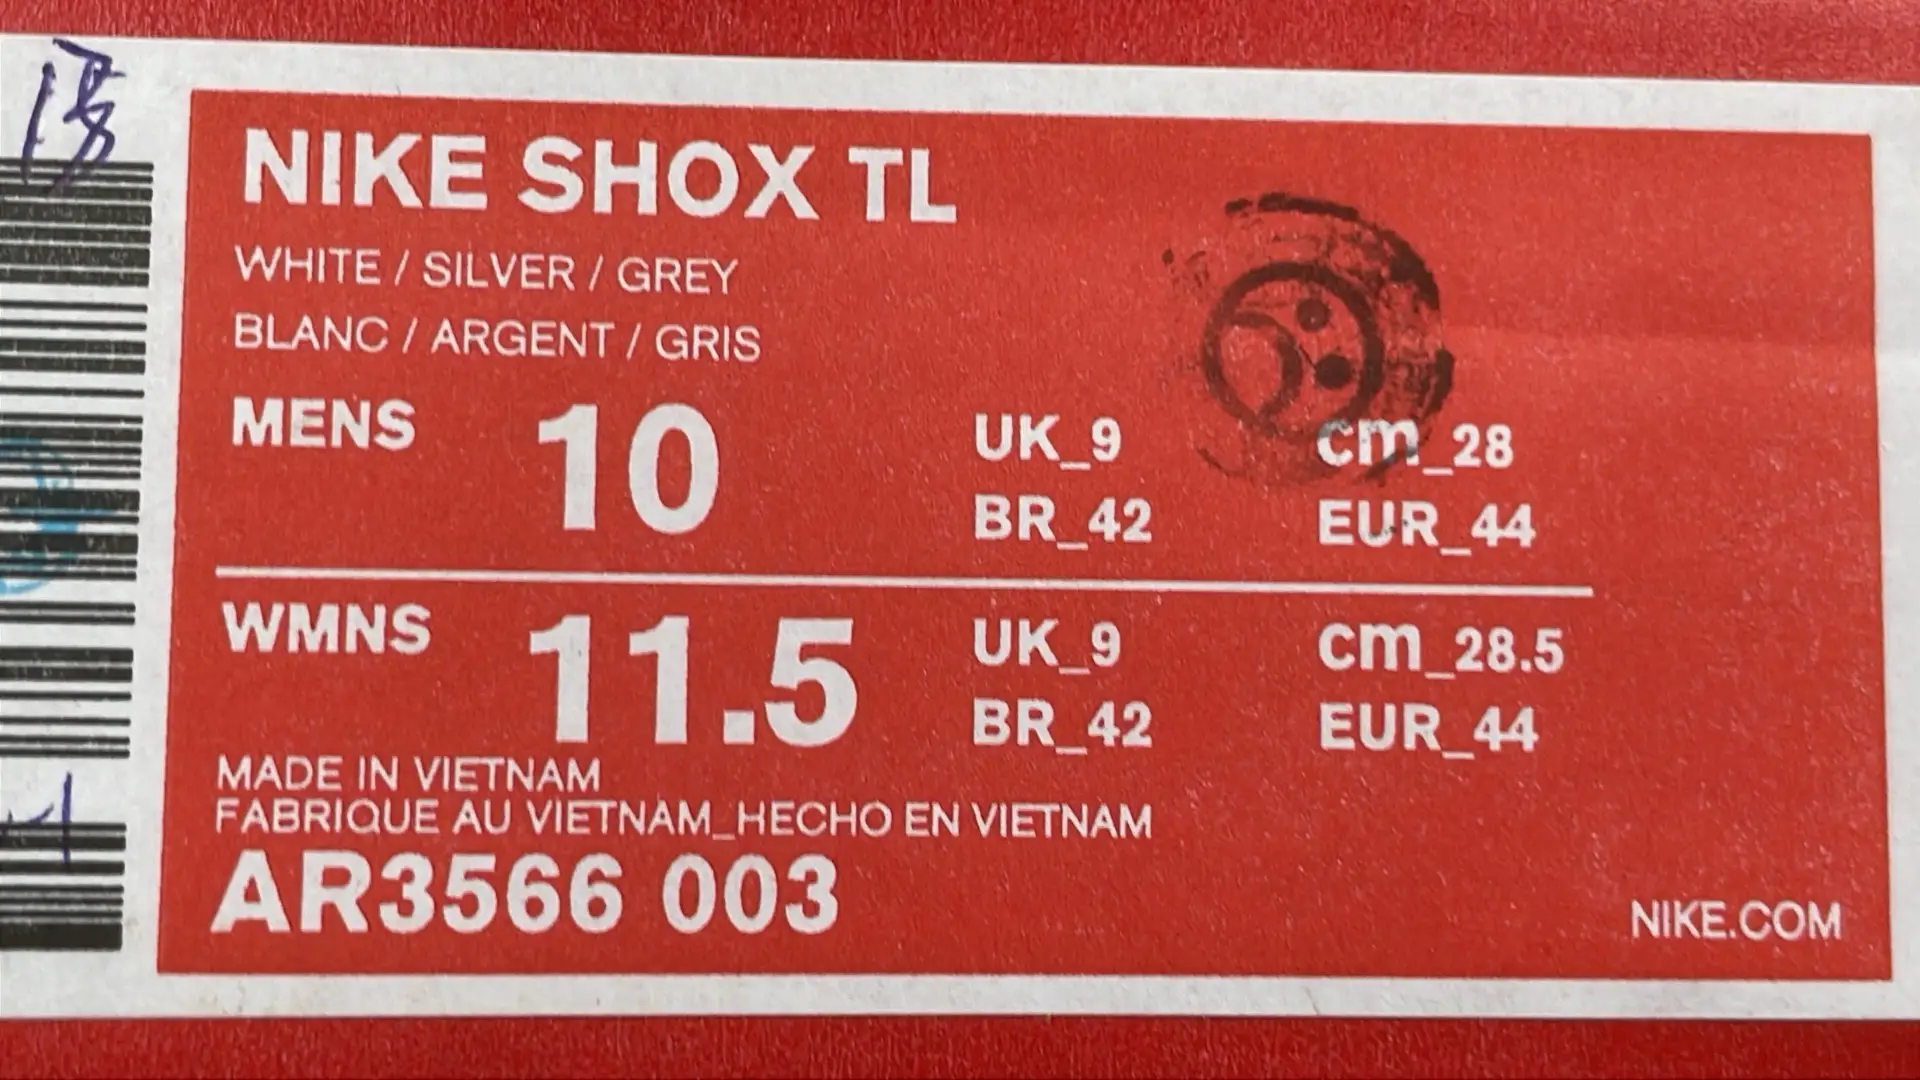 NIKE SHOX TL
WHITE / SILVER / GREY
BLANC / ARGENT / GRIS
MENS 10 UK_9 cm_28
BR_42 EUR_44
WMNS 11.5 UK_9 cm_28.5
BR_42 EUR_44
MADE IN VIETNAM
FABRIQUE AU VIETNAM_HECHO EN VIETNAM
AR3566 003
NIKE.COM